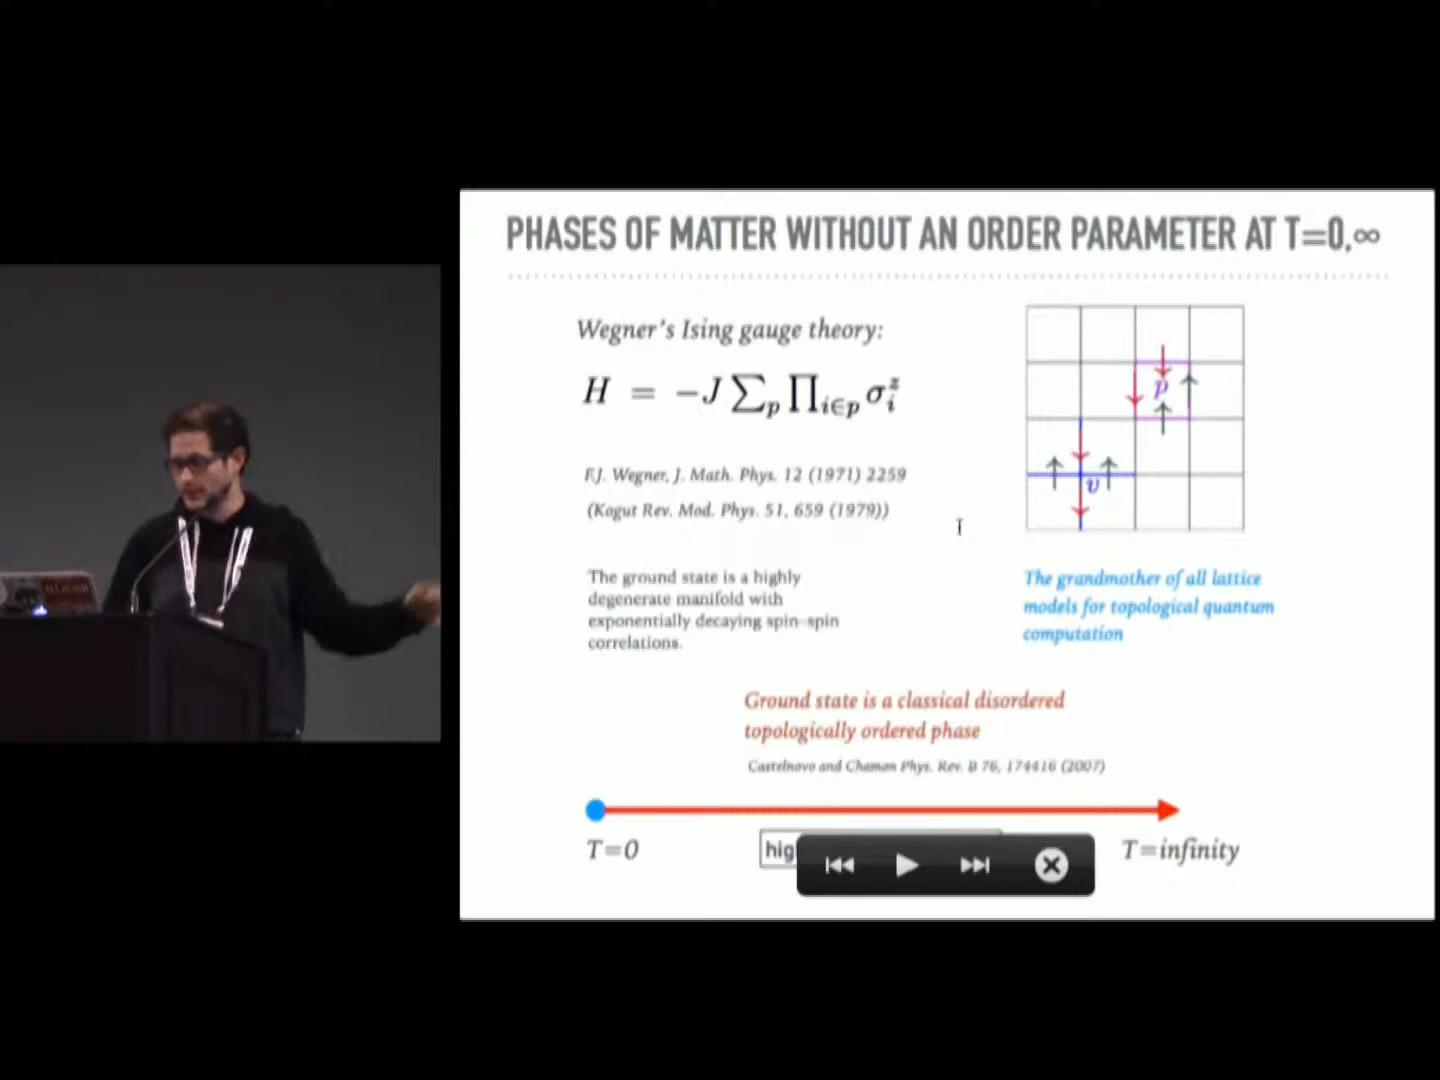 PHASES OF MATTER WITHOUT AN ORDER PARAMETER AT T=0,∞
Wegner's Ising gauge theory:
H = −J ∑p ∏i∈p σᵢᶻ
F.J. Wegner, J. Math. Phys. 12 (1971) 2259
(Kogut Rev. Mod. Phys. 51, 659 (1979))
p
v
The ground state is a highly
degenerate manifold with
exponentially decaying spin-spin
correlations.
The grandmother of all lattice
models for topological quantum
computation
Ground state is a classical disordered
topologically ordered phase
Castelnovo and Chamon Phys. Rev. B 76, 174416 (2007)
T=0
hig
T=infinity